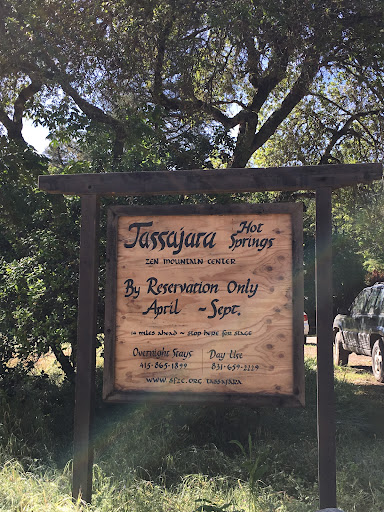 Tassajara Hot Springs
Zen Mountain Center
By Reservation Only
April ~ Sept.
14 miles ahead ~ stop here for stage
Overnight Stays Day Use
415-865-1899 831-659-2229
www.sfzc.org tassajara